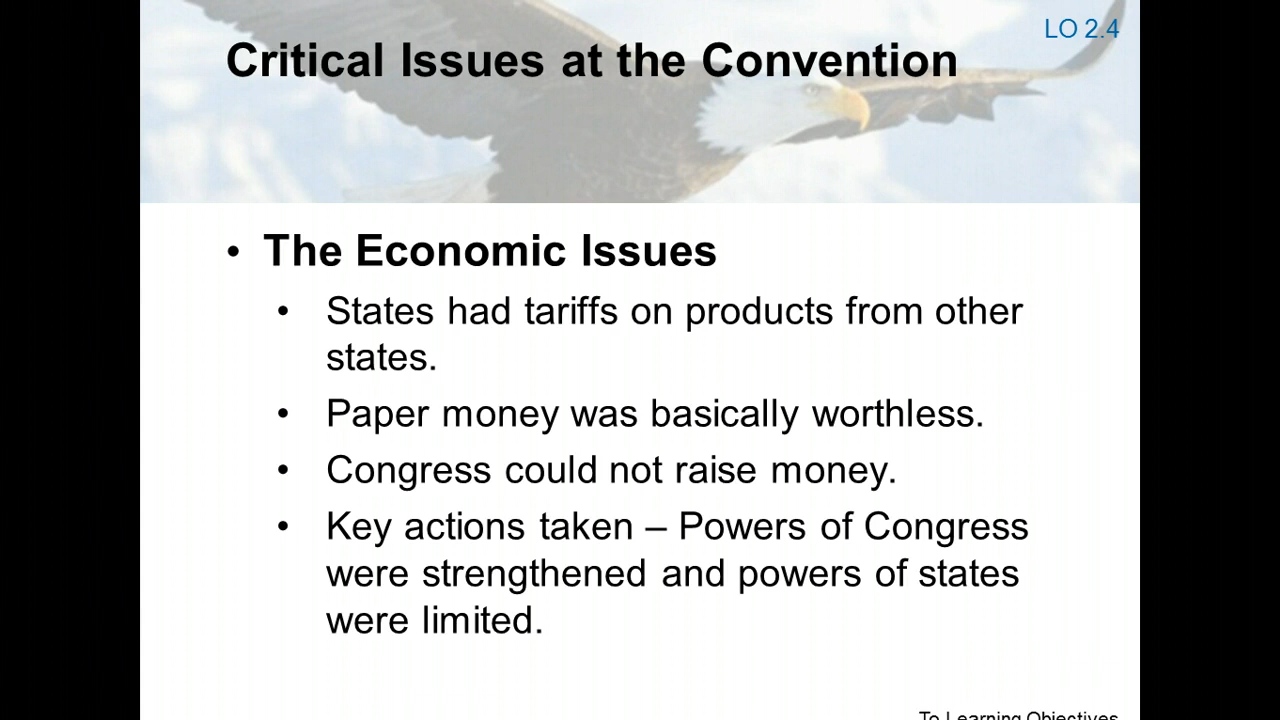 LO 2.4
Critical Issues at the Convention
• The Economic Issues
• States had tariffs on products from other
states.
• Paper money was basically worthless.
• Congress could not raise money.
• Key actions taken – Powers of Congress
were strengthened and powers of states
were limited.
To Learning Objectives